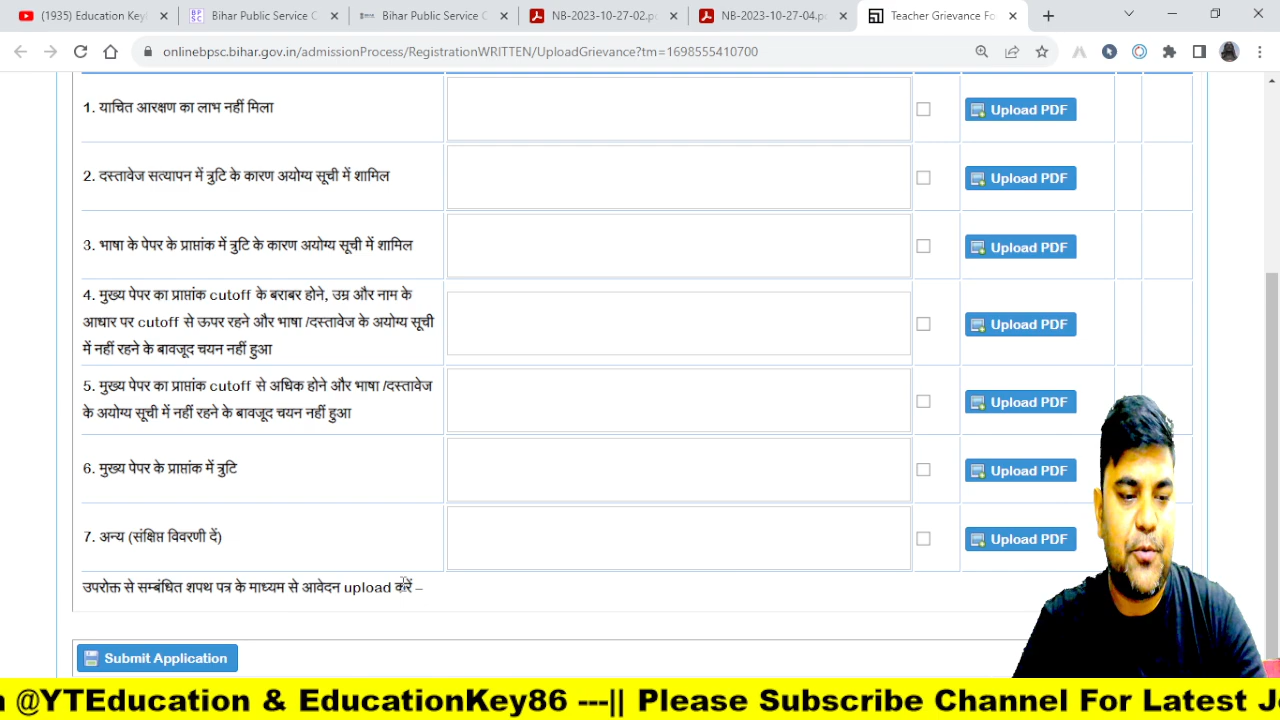 (1935) Education Key
Bihar Public Service C
Bihar Public Service C
NB-2023-10-27-02.p
NB-2023-10-27-04.p
Teacher Grievance Fo
onlinebpsc.bihar.gov.in/admissionProcess/RegistrationWRITTEN/UploadGrievance?tm=1698555410700
1. याचित आरक्षण का लाभ नहीं मिला
Upload PDF
2. दस्तावेज सत्यापन में त्रुटि के कारण अयोग्य सूची में शामिल
Upload PDF
3. भाषा के पेपर के प्राप्तांक में त्रुटि के कारण अयोग्य सूची में शामिल
Upload PDF
4. मुख्य पेपर का प्राप्तांक cutoff के बराबर होने, उम्र और नाम के
आधार पर cutoff से ऊपर रहने और भाषा /दस्तावेज के अयोग्य सूची
में नहीं रहने के बावजूद चयन नहीं हुआ
Upload PDF
5. मुख्य पेपर का प्राप्तांक cutoff से अधिक होने और भाषा /दस्तावेज
के अयोग्य सूची में नहीं रहने के बावजूद चयन नहीं हुआ
Upload PDF
6. मुख्य पेपर के प्राप्तांक में त्रुटि
Upload PDF
7. अन्य (संक्षिप्त विवरणी दें)
Upload PDF
उपरोक्त से सम्बंधित शपथ पत्र के माध्यम से आवेदन upload करें –
Submit Application
@YTEducation & EducationKey86 ---|| Please Subscribe Channel For Latest